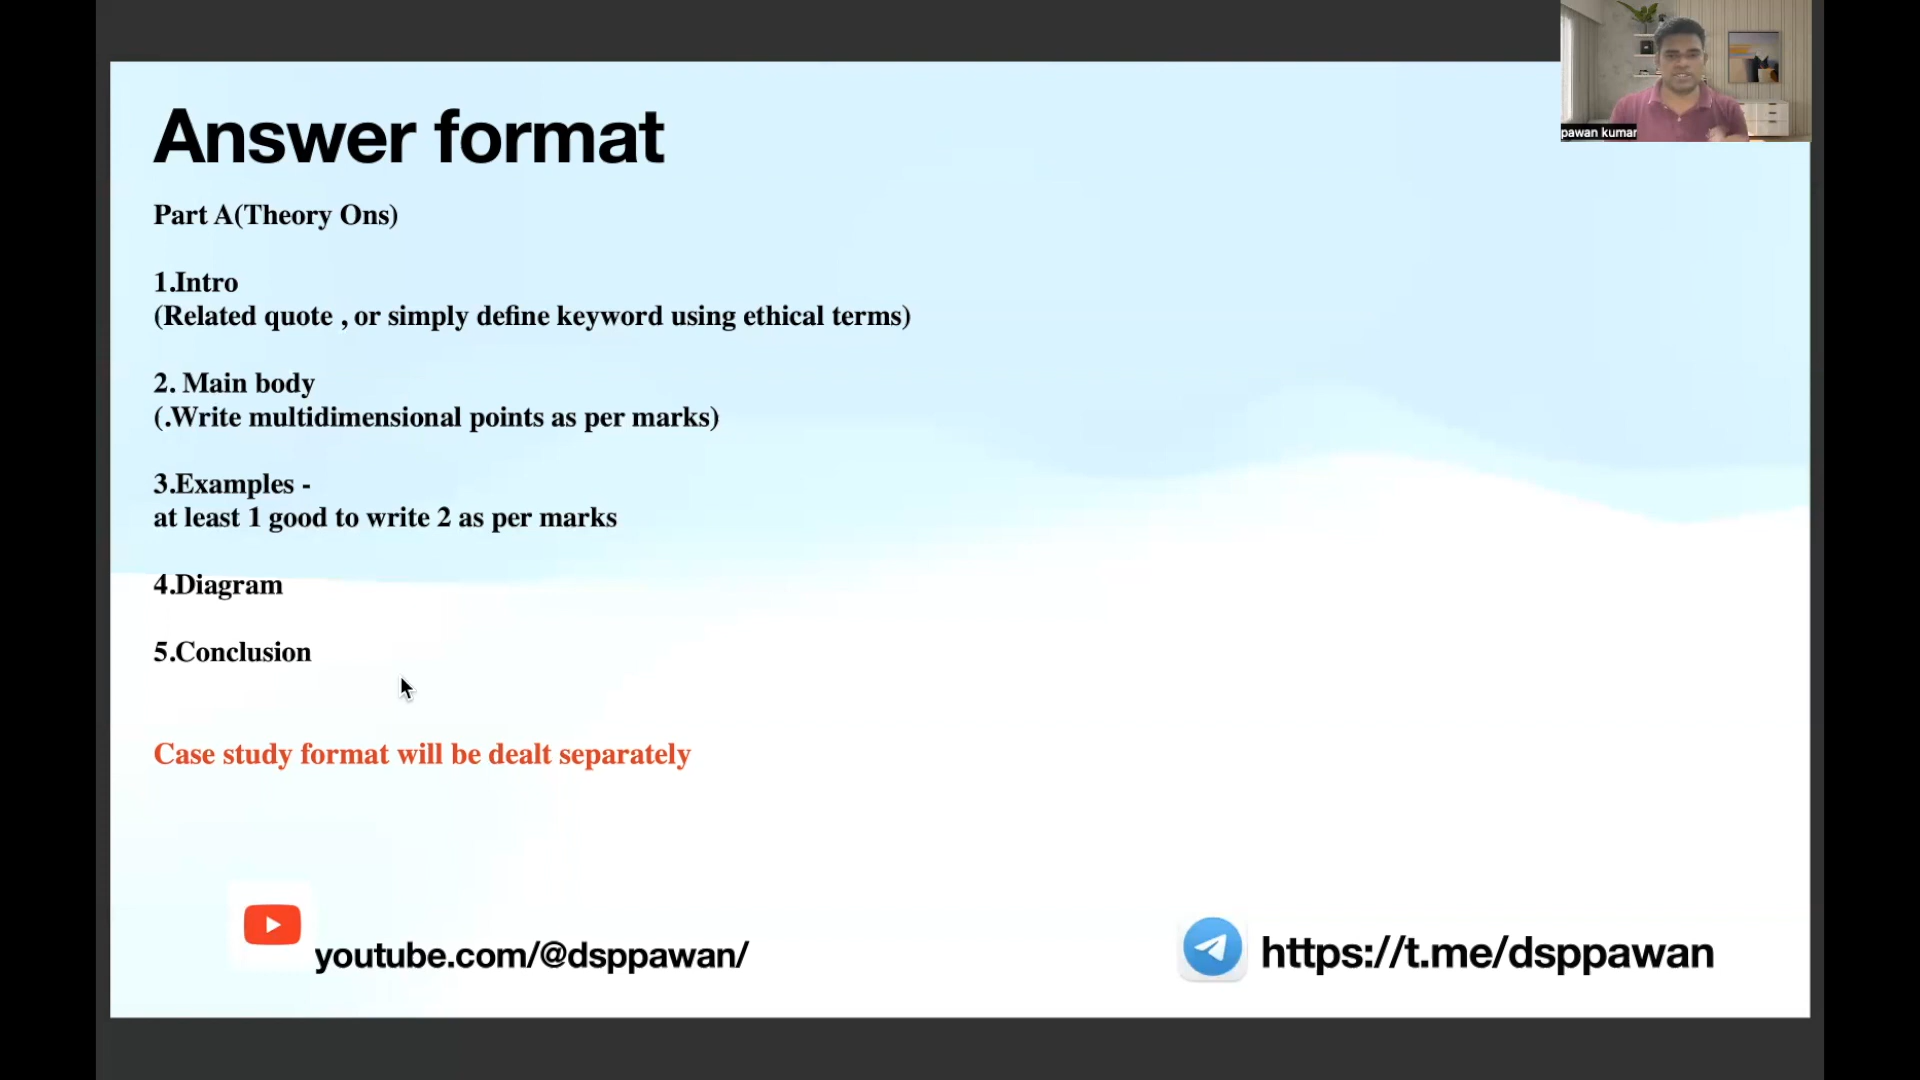 pawan kumar
Answer format
Part A(Theory Ons)
1.Intro
(Related quote , or simply define keyword using ethical terms)
2. Main body
(.Write multidimensional points as per marks)
3.Examples -
at least 1 good to write 2 as per marks
4.Diagram
5.Conclusion
Case study format will be dealt separately
youtube.com/@dsppawan/
https://t.me/dsppawan